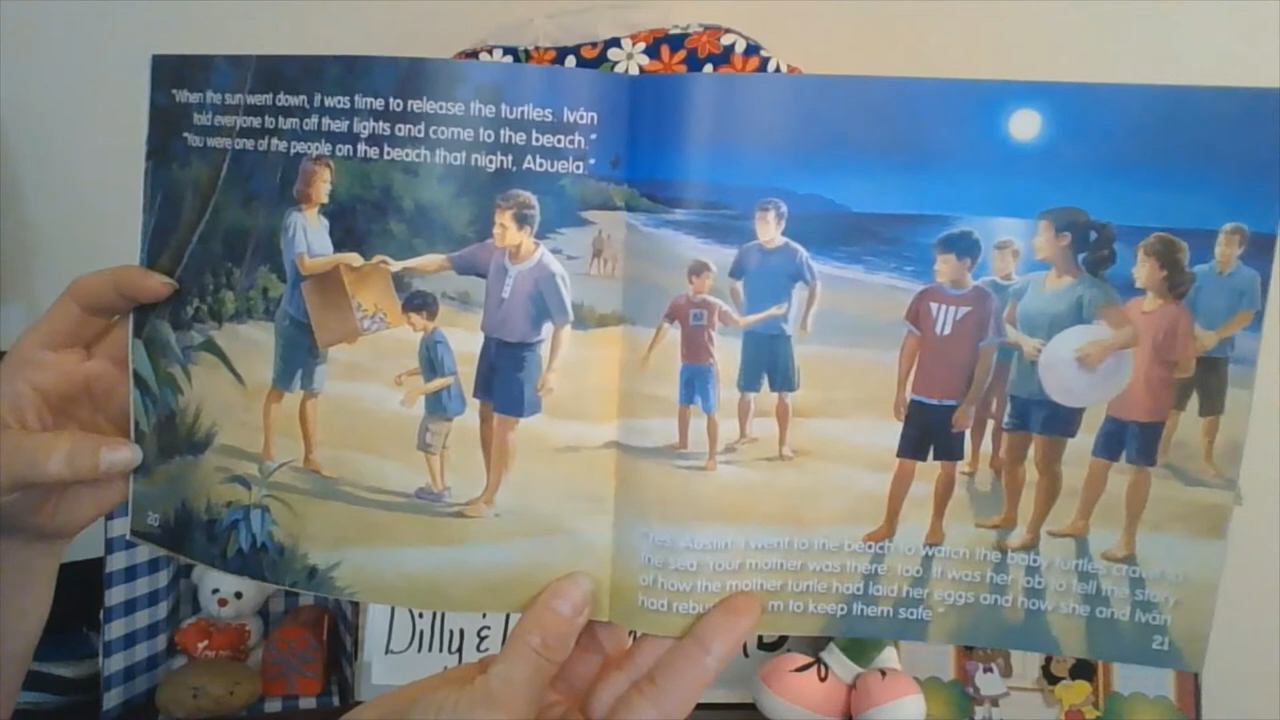 "When the sun went down, it was time to release the turtles. Iván
told everyone to turn off their lights and come to the beach."
"You were one of the people on the beach that night, Abuela."
20
"Yes, Austin. I went to the beach to watch the baby turtles crawl to
the sea. Your mother was there, too. It was her job to tell the story
of how the mother turtle had laid her eggs and how she and Iván
had m to keep them safe."
21
Dilly &